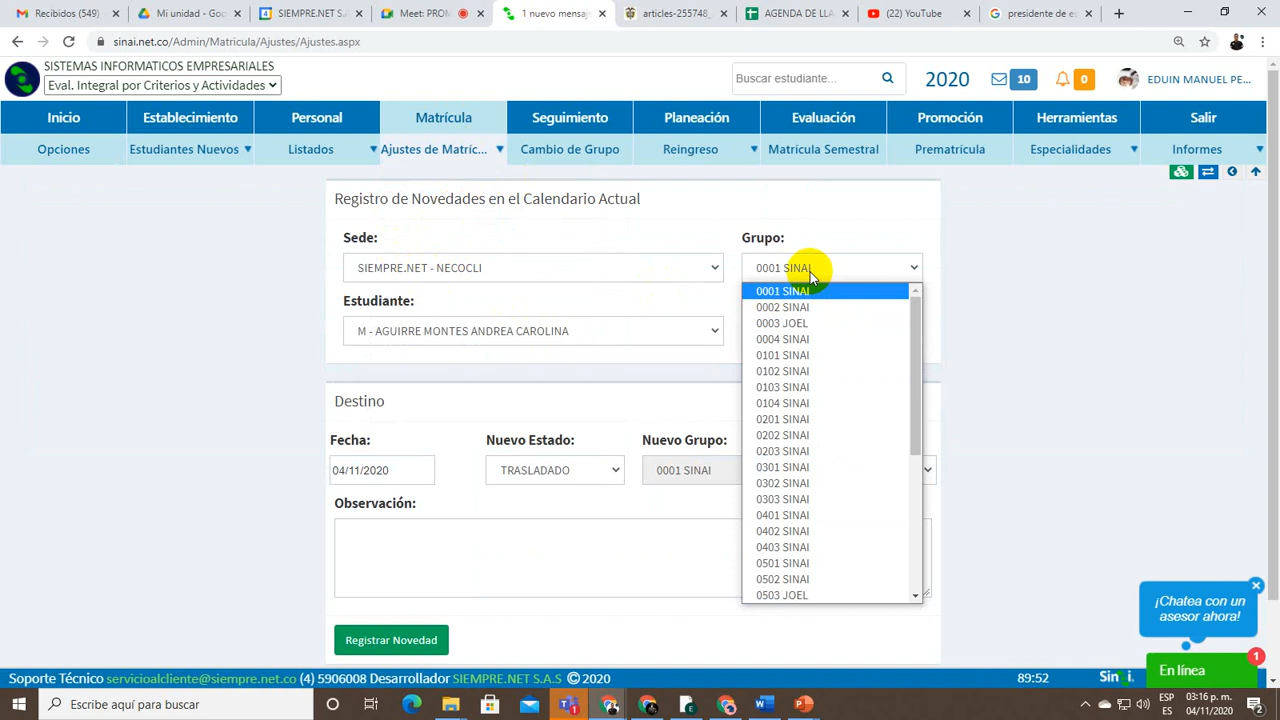 Recibidos (549)
Mi unidad - Goo
SIEMPRE.NET S.A
Meet: PROM
1 nuevo mensaje
articles-255748_
AGENDA DE LLA
(22) YouTube
presidente de es
sinai.net.co/Admin/Matricula/Ajustes/Ajustes.aspx
SISTEMAS INFORMATICOS EMPRESARIALES
Eval. Integral por Criterios y Actividades
Buscar estudiante...
2020
10
0
EDUIN MANUEL PE...
Inicio
Establecimiento
Personal
Matrícula
Seguimiento
Planeación
Evaluación
Promoción
Herramientas
Salir
Opciones
Estudiantes Nuevos
Listados
Ajustes de Matríc...
Cambio de Grupo
Reingreso
Matrícula Semestral
Prematrícula
Especialidades
Informes
Registro de Novedades en el Calendario Actual
Sede:
Grupo:
SIEMPRE.NET - NECOCLI
0001 SINAI
Estudiante:
M - AGUIRRE MONTES ANDREA CAROLINA
0001 SINAI
0002 SINAI
0003 JOEL
0004 SINAI
0101 SINAI
0102 SINAI
0103 SINAI
0104 SINAI
0201 SINAI
0202 SINAI
0203 SINAI
0301 SINAI
0302 SINAI
0303 SINAI
0401 SINAI
0402 SINAI
0403 SINAI
0501 SINAI
0502 SINAI
0503 JOEL
Destino
Fecha:
Nuevo Estado:
Nuevo Grupo:
04/11/2020
TRASLADADO
0001 SINAI
Observación:
Registrar Novedad
¡Chatea con un
asesor ahora!
1
En línea
Soporte Técnico servicioalcliente@siempre.net.co (4) 5906008 Desarrollador SIEMPRE.NET S.A.S © 2020
89:52
Escribe aquí para buscar
ESP
ES
03:16 p. m.
04/11/2020
2